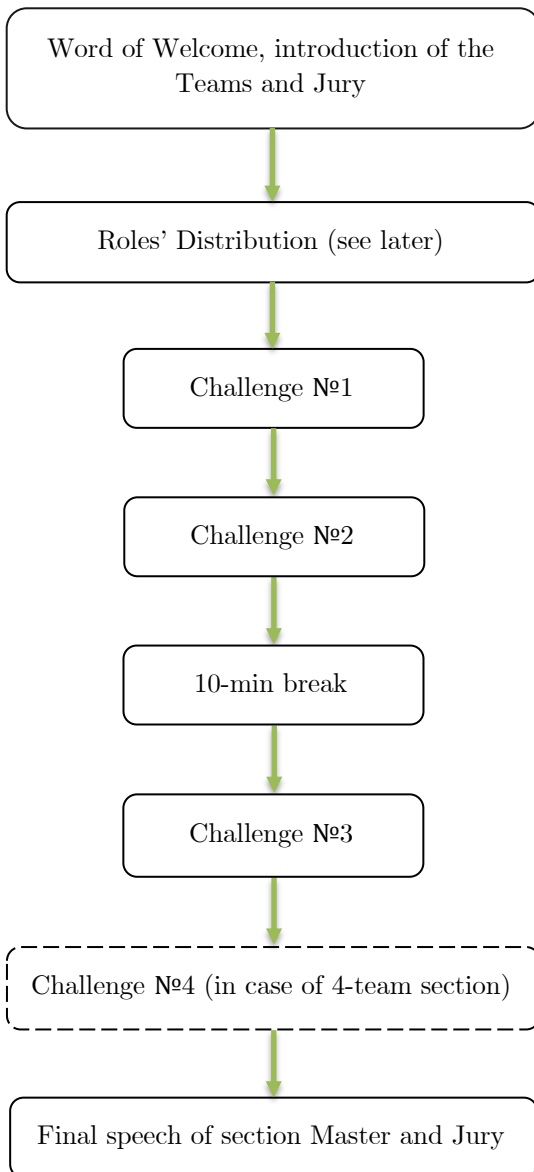 Word of Welcome, introduction of the
Teams and Jury
Roles’ Distribution (see later)
Challenge №1
Challenge №2
10-min break
Challenge №3
Challenge №4 (in case of 4-team section)
Final speech of section Master and Jury